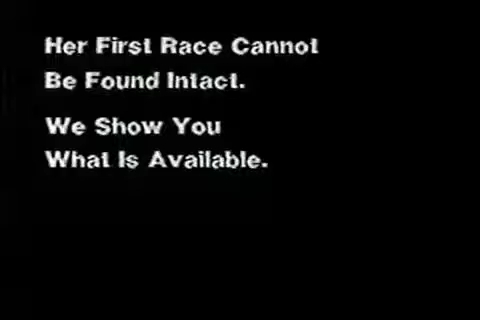 Her First Race Cannot
Be Found Intact.
We Show You
What Is Available.